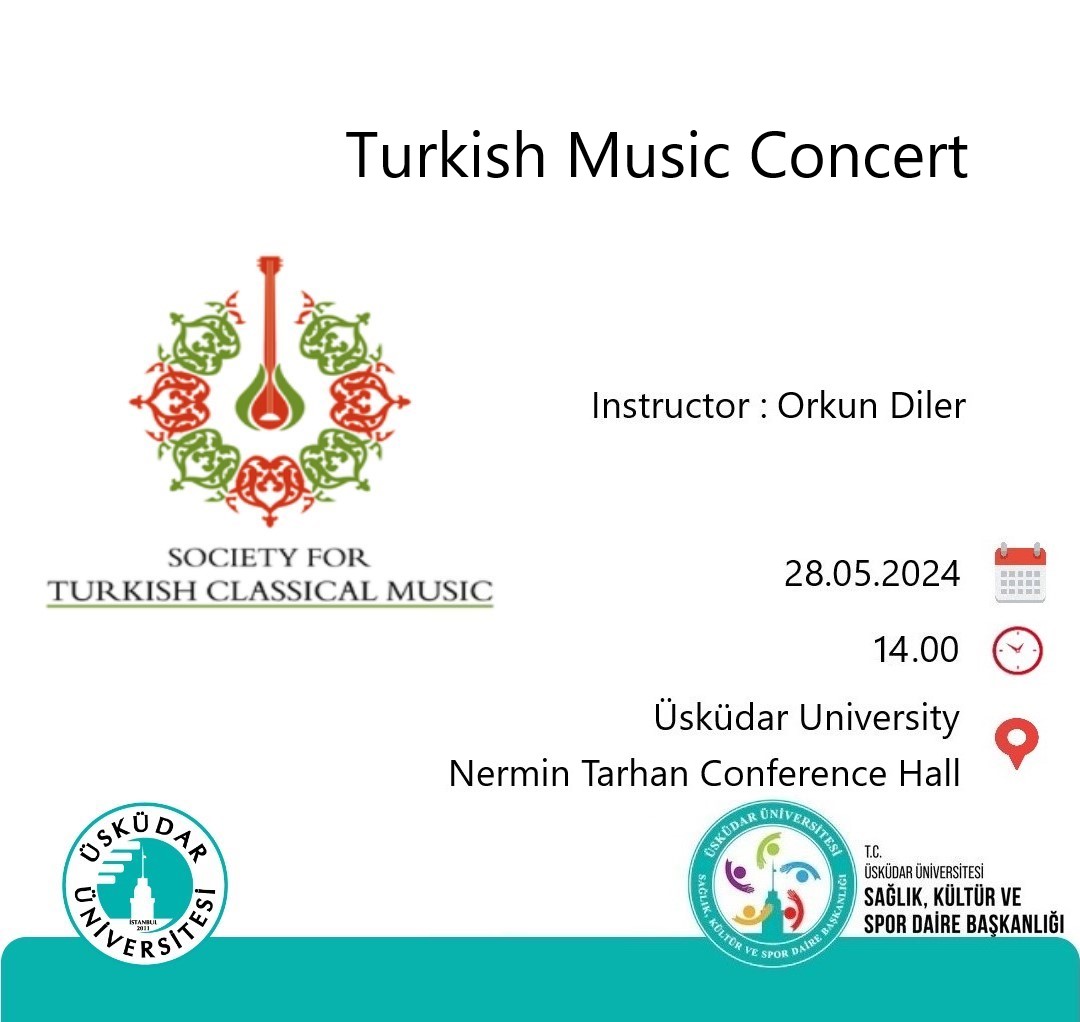 Turkish Music Concert
Instructor : Orkun Diler
SOCIETY FOR
TURKISH CLASSICAL MUSIC
28.05.2024
14.00
Üsküdar University
Nermin Tarhan Conference Hall
ÜSKÜDAR
ÜNİVERSİTESİ
İSTANBUL
2011
ÜSKÜDAR ÜNİVERSİTESİ
SAĞLIK, KÜLTÜR VE SPOR DAİRE BAŞKANLIĞI
T.C.
ÜSKÜDAR ÜNİVERSİTESİ
SAĞLIK, KÜLTÜR VE
SPOR DAİRE BAŞKANLIĞI